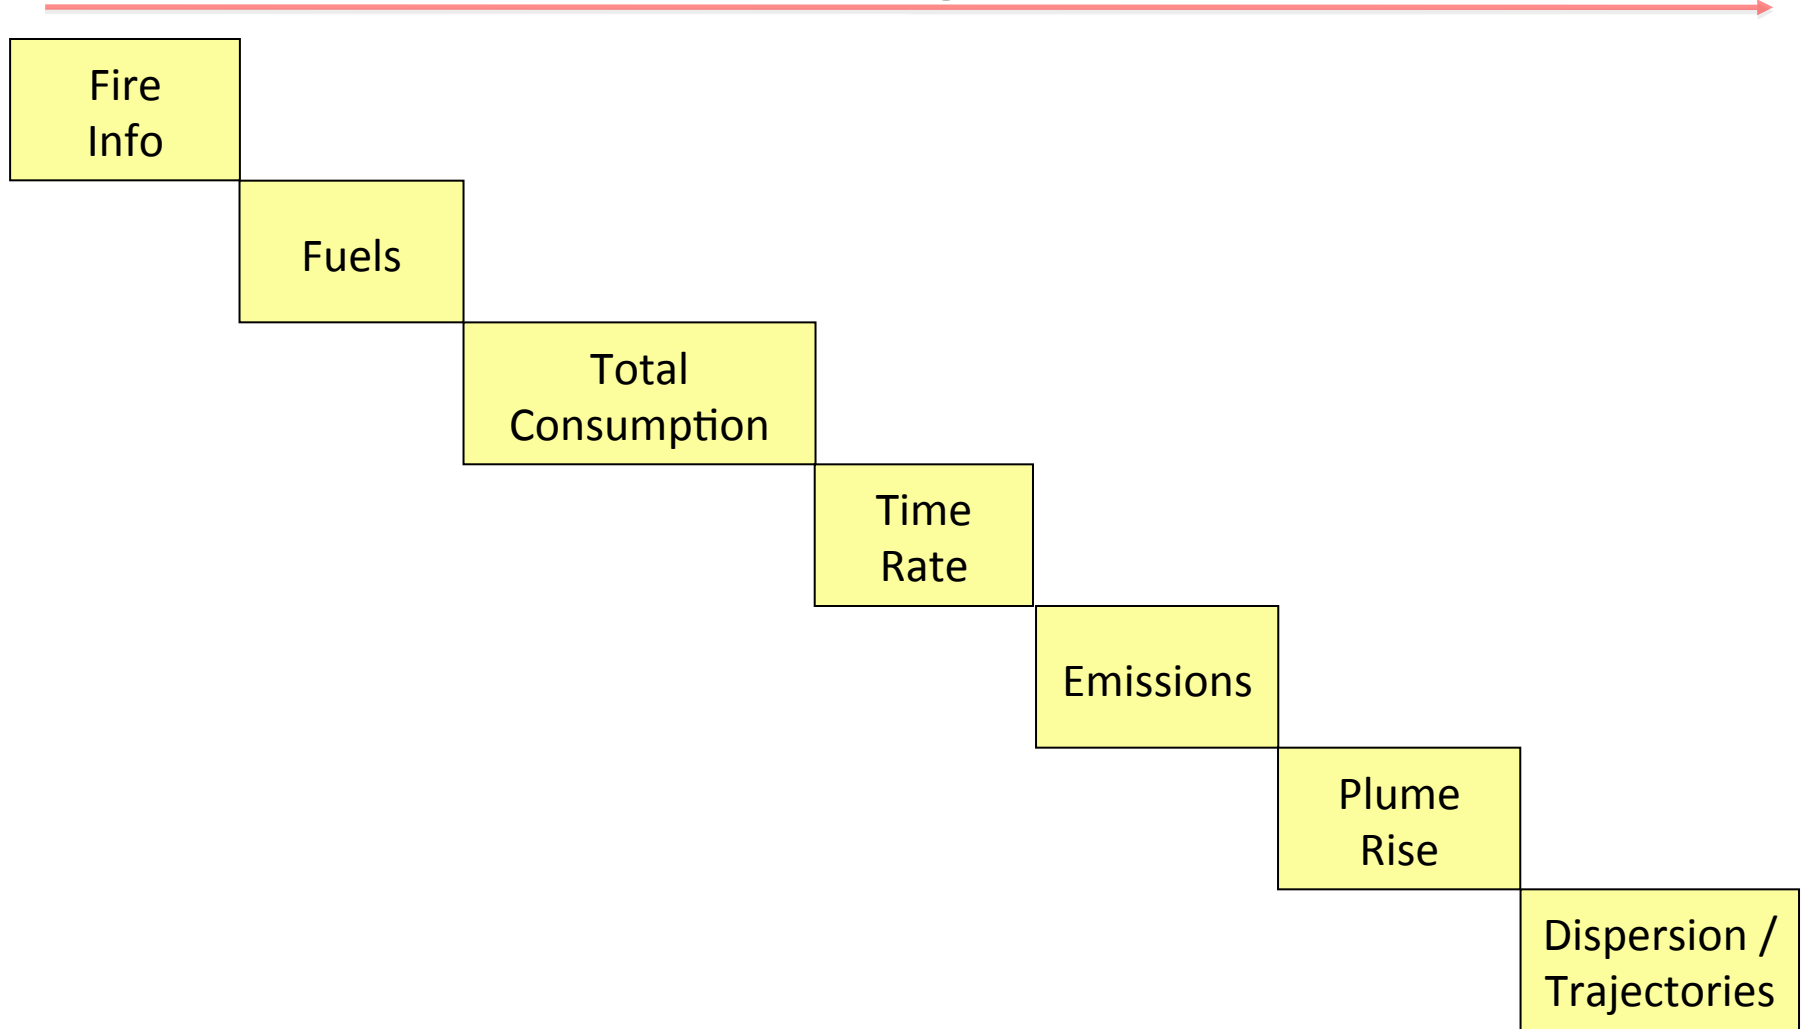 Fire
Info
Fuels
Total
Consumption
Time
Rate
Emissions
Plume
Rise
Dispersion /
Trajectories